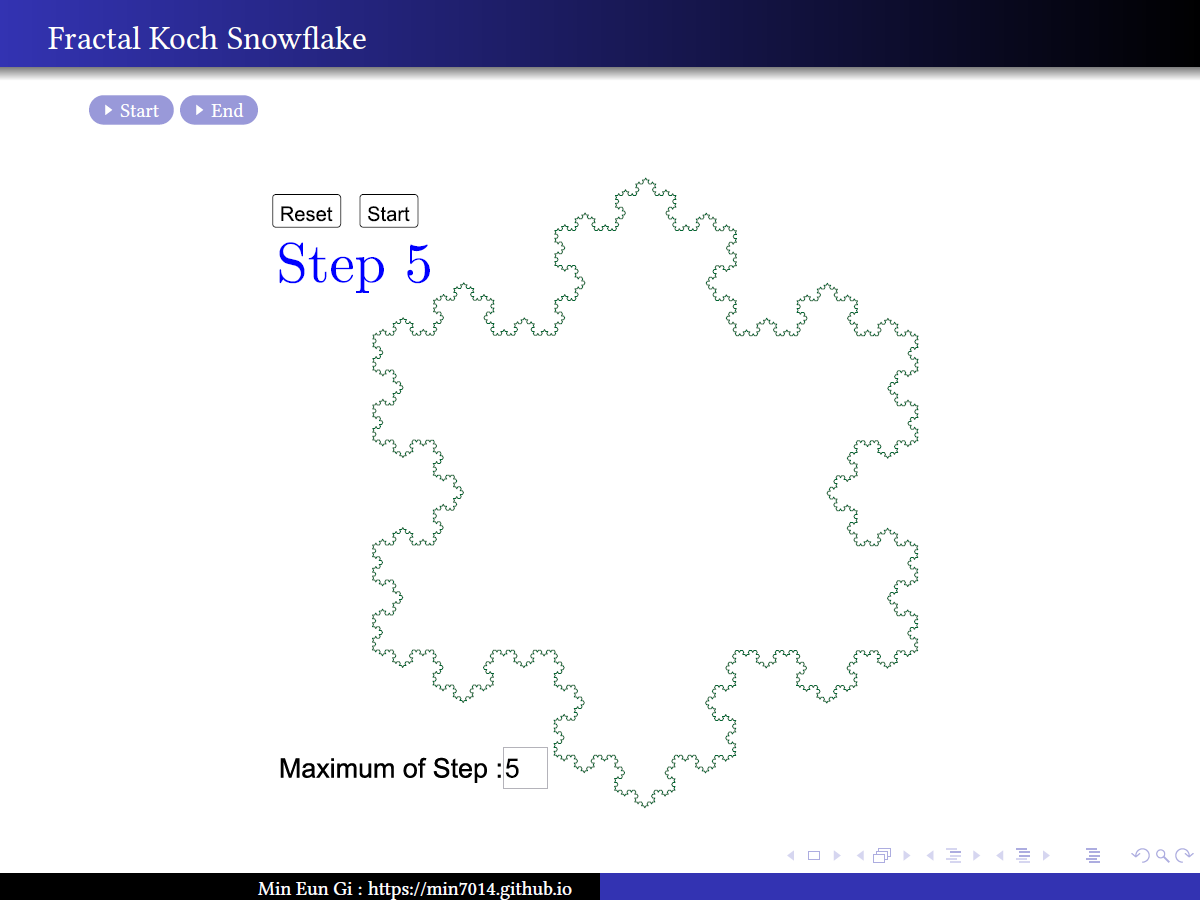 Fractal Koch Snowflake
Start End
Reset Start
Step 5
Maximum of Step : 5
Min Eun Gi : https://min7014.github.io